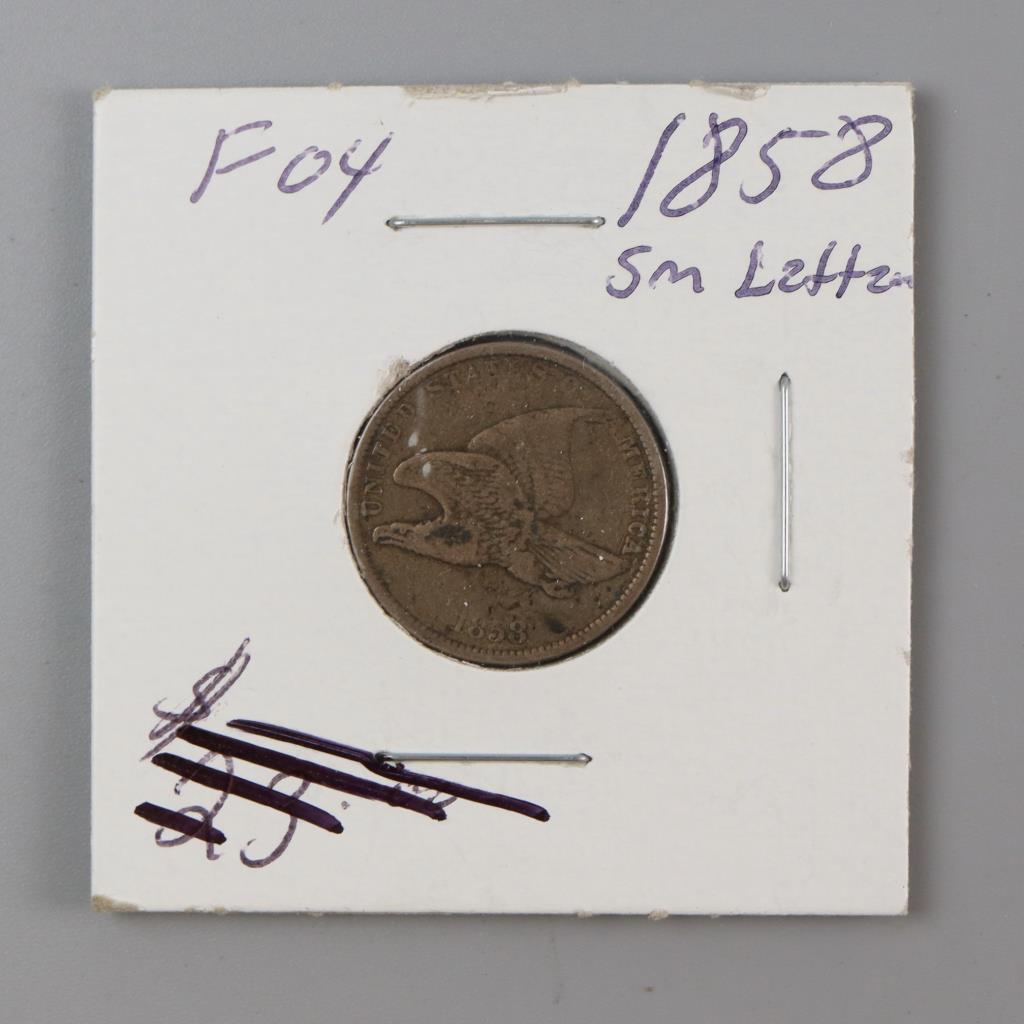 F04
1858
Sm Letter
UNITED STATES OF AMERICA
1858
$